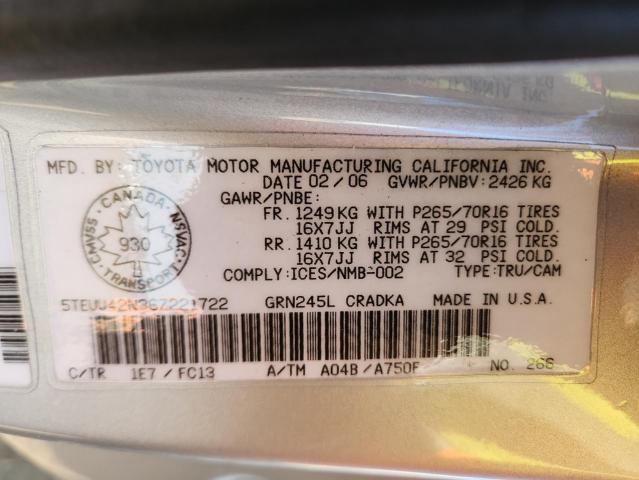 MFD. BY: TOYOTA MOTOR MANUFACTURING CALIFORNIA INC.
DATE 02/06 GVWR/PNBV: 2426 KG
GAWR/PNBE:
FR. 1249 KG WITH P265/70R16 TIRES
16X7JJ RIMS AT 29 PSI COLD.
RR. 1410 KG WITH P265/70R16 TIRES
16X7JJ RIMS AT 32 PSI COLD.
CANADA
CMVSS NSVAC
930
TRANSPORT
COMPLY: ICES/NMB-002 TYPE: TRU/CAM
GRN245L CRADKA MADE IN U.S.A.
C/TR 1E7 / FC13 A/TM A04B /A750F NO. 26S